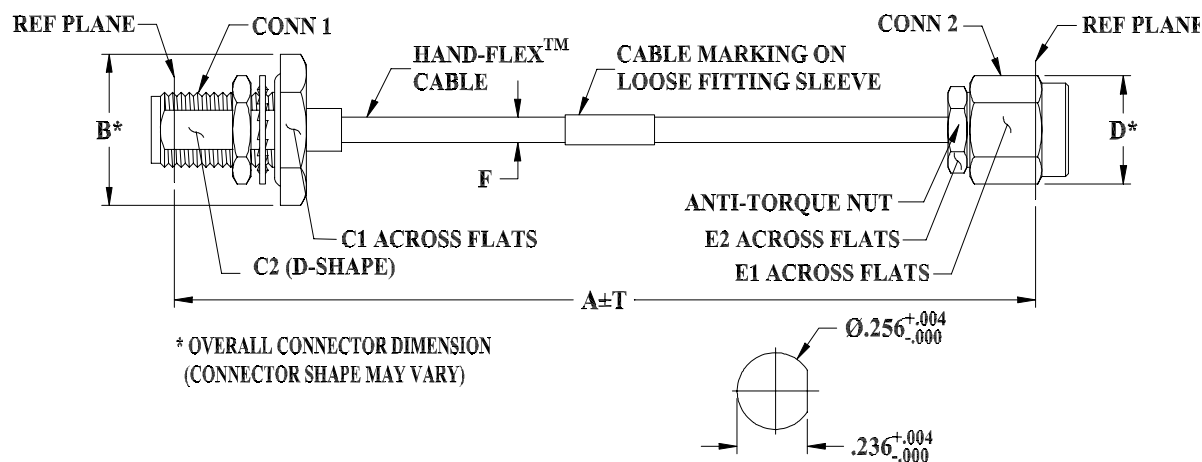 REF PLANE
CONN 1
HAND-FLEX™
CABLE
CABLE MARKING ON
LOOSE FITTING SLEEVE
CONN 2
REF PLANE
B*
D*
F
ANTI-TORQUE NUT
C1 ACROSS FLATS
E2 ACROSS FLATS
C2 (D-SHAPE)
E1 ACROSS FLATS
A±T
* OVERALL CONNECTOR DIMENSION
(CONNECTOR SHAPE MAY VARY)
Ø.256 +.004 -.000
.236 +.004 -.000